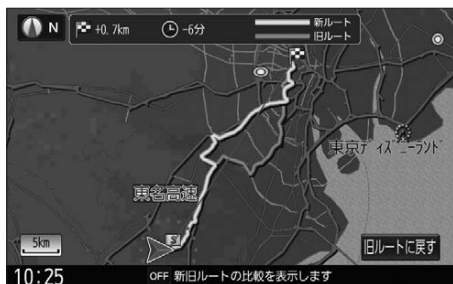 N +0.7km -6分 新ルート
旧ルート
東京ディズニーランド
東名高速
5km 旧ルートに戻す
10:25 OFF 新旧ルートの比較を表示します